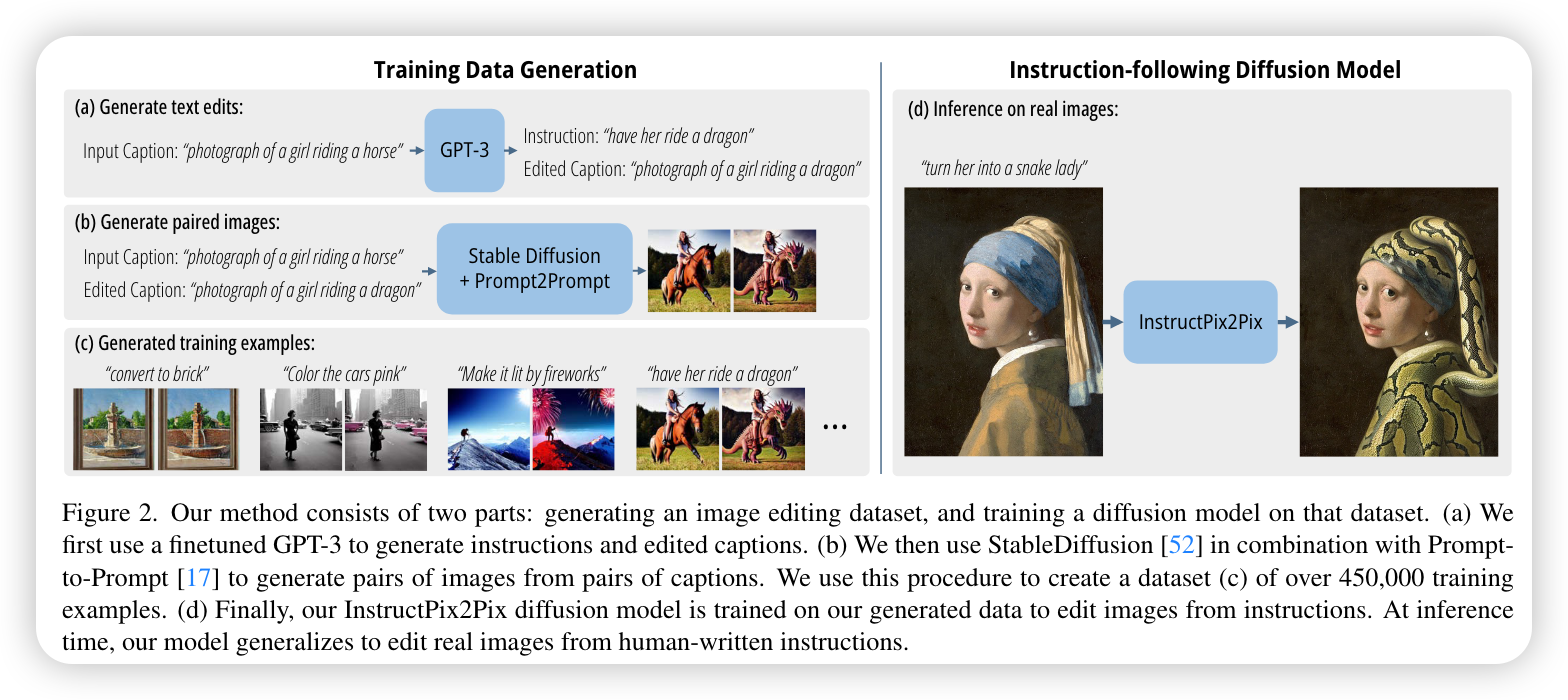 Training Data Generation
(a) Generate text edits:
Input Caption: “photograph of a girl riding a horse”
GPT-3
Instruction: “have her ride a dragon”
Edited Caption: “photograph of a girl riding a dragon”
(b) Generate paired images:
Input Caption: “photograph of a girl riding a horse”
Edited Caption: “photograph of a girl riding a dragon”
Stable Diffusion
+ Prompt2Prompt
(c) Generated training examples:
“convert to brick”
“Color the cars pink”
“Make it lit by fireworks”
“have her ride a dragon”
...
Instruction-following Diffusion Model
(d) Inference on real images:
“turn her into a snake lady”
InstructPix2Pix
Figure 2. Our method consists of two parts: generating an image editing dataset, and training a diffusion model on that dataset. (a) We
first use a finetuned GPT-3 to generate instructions and edited captions. (b) We then use StableDiffusion [52] in combination with Prompt-
to-Prompt [17] to generate pairs of images from pairs of captions. We use this procedure to create a dataset (c) of over 450,000 training
examples. (d) Finally, our InstructPix2Pix diffusion model is trained on our generated data to edit images from instructions. At inference
time, our model generalizes to edit real images from human-written instructions.